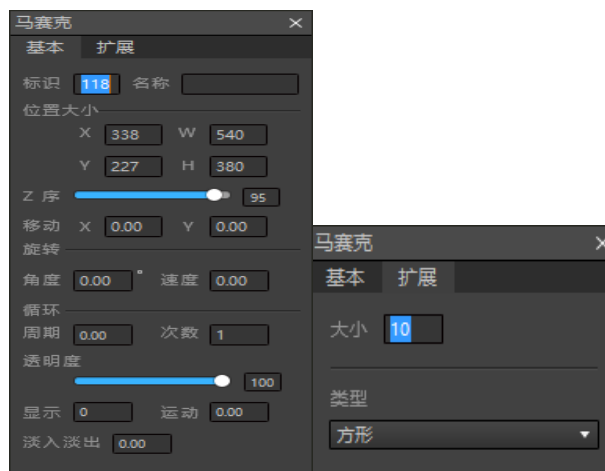 马赛克 ×
基本 扩展
标识 118 名称
位置大小
X 338 W 540
Y 227 H 380
Z 序 95
移动 X 0.00 Y 0.00
旋转
角度 0.00 ° 速度 0.00
循环
周期 0.00 次数 1
透明度
100
显示 0 运动 0.00
淡入淡出 0.00
马赛克 ×
基本 扩展
大小 10
类型
方形